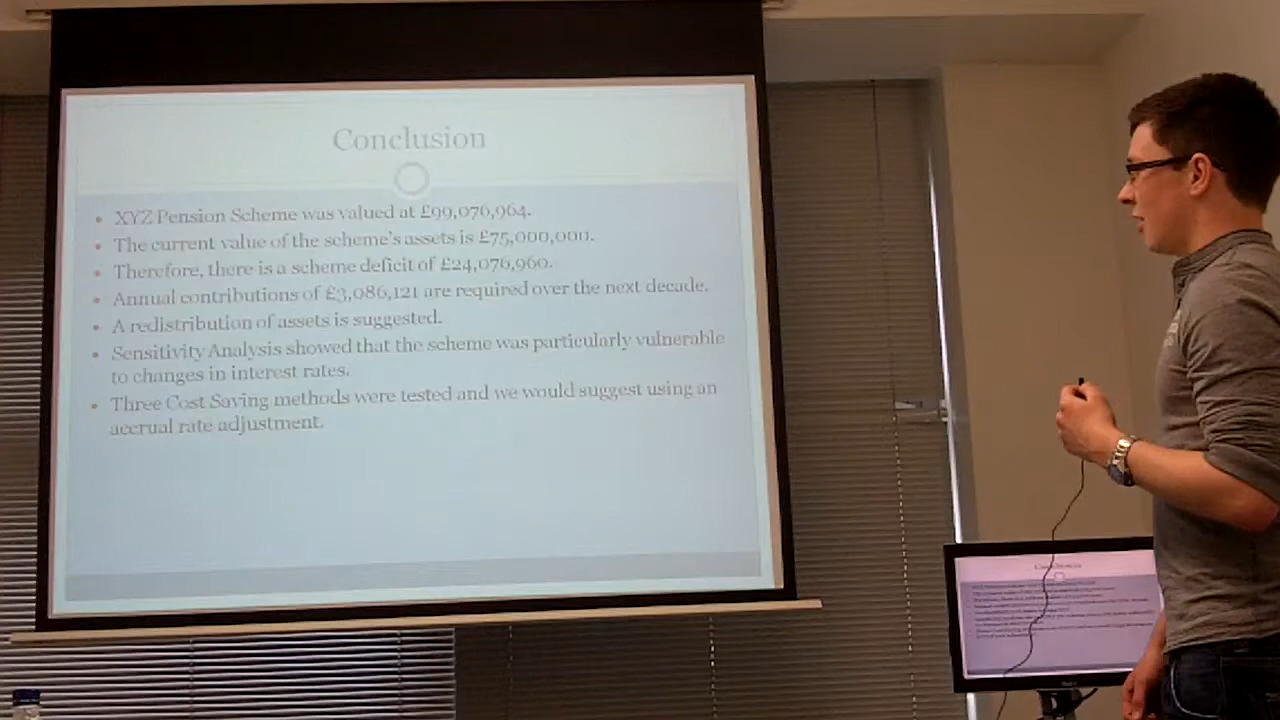 Conclusion
XYZ Pension Scheme was valued at £99,076,964.
The current value of the scheme's assets is £75,000,000.
Therefore, there is a scheme deficit of £24,076,960.
Annual contributions of £3,086,121 are required over the next decade.
A redistribution of assets is suggested.
Sensitivity Analysis showed that the scheme was particularly vulnerable
to changes in interest rates.
Three Cost Saving methods were tested and we would suggest using an
accrual rate adjustment.
Conclusion